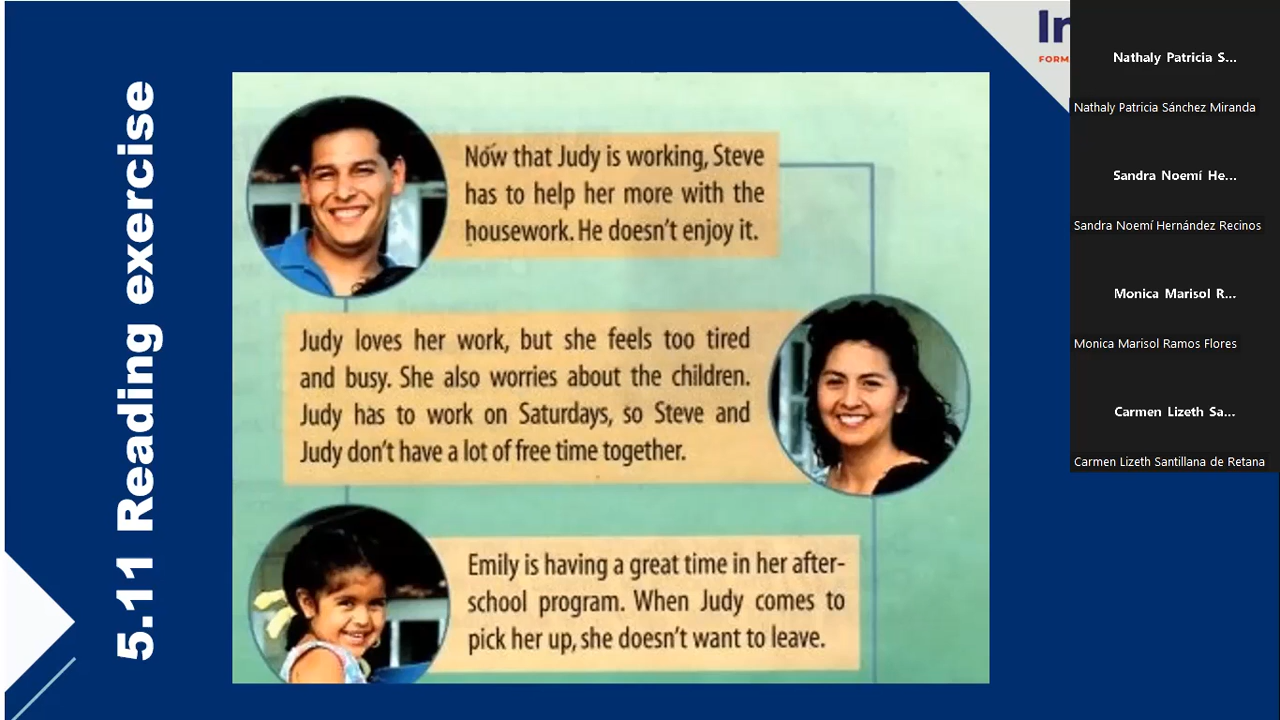 5.11 Reading exercise
Now that Judy is working, Steve
has to help her more with the
housework. He doesn't enjoy it.
Judy loves her work, but she feels too tired
and busy. She also worries about the children.
Judy has to work on Saturdays, so Steve and
Judy don't have a lot of free time together.
Emily is having a great time in her after-
school program. When Judy comes to
pick her up, she doesn't want to leave.
Nathaly Patricia S...
Nathaly Patricia Sánchez Miranda
Sandra Noemí He...
Sandra Noemí Hernández Recinos
Monica Marisol R...
Monica Marisol Ramos Flores
Carmen Lizeth Sa...
Carmen Lizeth Santillana de Retana